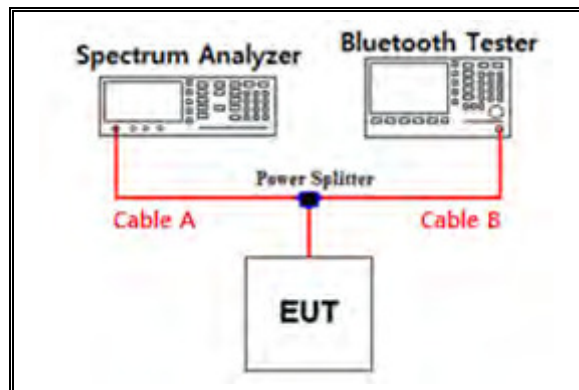 Spectrum Analyzer
Bluetooth Tester
Power Splitter
Cable A
Cable B
EUT